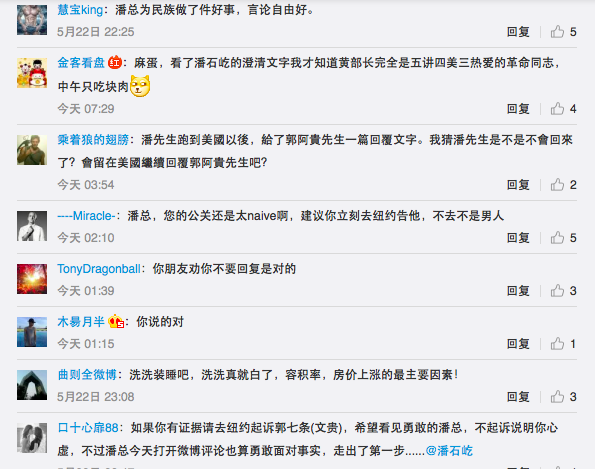 慧宝king：潘总为民族做了件好事，言论自由好。
5月22日 22:25 回复 5
金客看盘：麻蛋，看了潘石屹的澄清文字我才知道黄部长完全是五讲四美三热爱的革命同志，
中午只吃块肉
今天 07:29 回复 4
乘着狼的翅膀：潘先生跑到美國以後，給了郭阿貴先生一篇回覆文字。我猜潘先生是不是不會回來
了？會留在美國繼續回覆郭阿貴先生吧？
今天 03:54 回复 2
----Miracle-：潘总，您的公关还是太naive啊，建议你立刻去纽约告他，不去不是男人
今天 02:10 回复 5
TonyDragonball：你朋友劝你不要回复是对的
今天 01:39 回复 3
木易月半：你说的对
今天 01:15 回复 1
曲则全微博：洗洗装睡吧，洗洗真就白了，容积率，房价上涨的最主要因素！
5月22日 23:08 回复 3
口十心扉88：如果你有证据请去纽约起诉郭七条(文贵)，希望看见勇敢的潘总，不起诉说明你心
虚，不过潘总今天打开微博评论也算勇敢面对事实，走出了第一步......@潘石屹